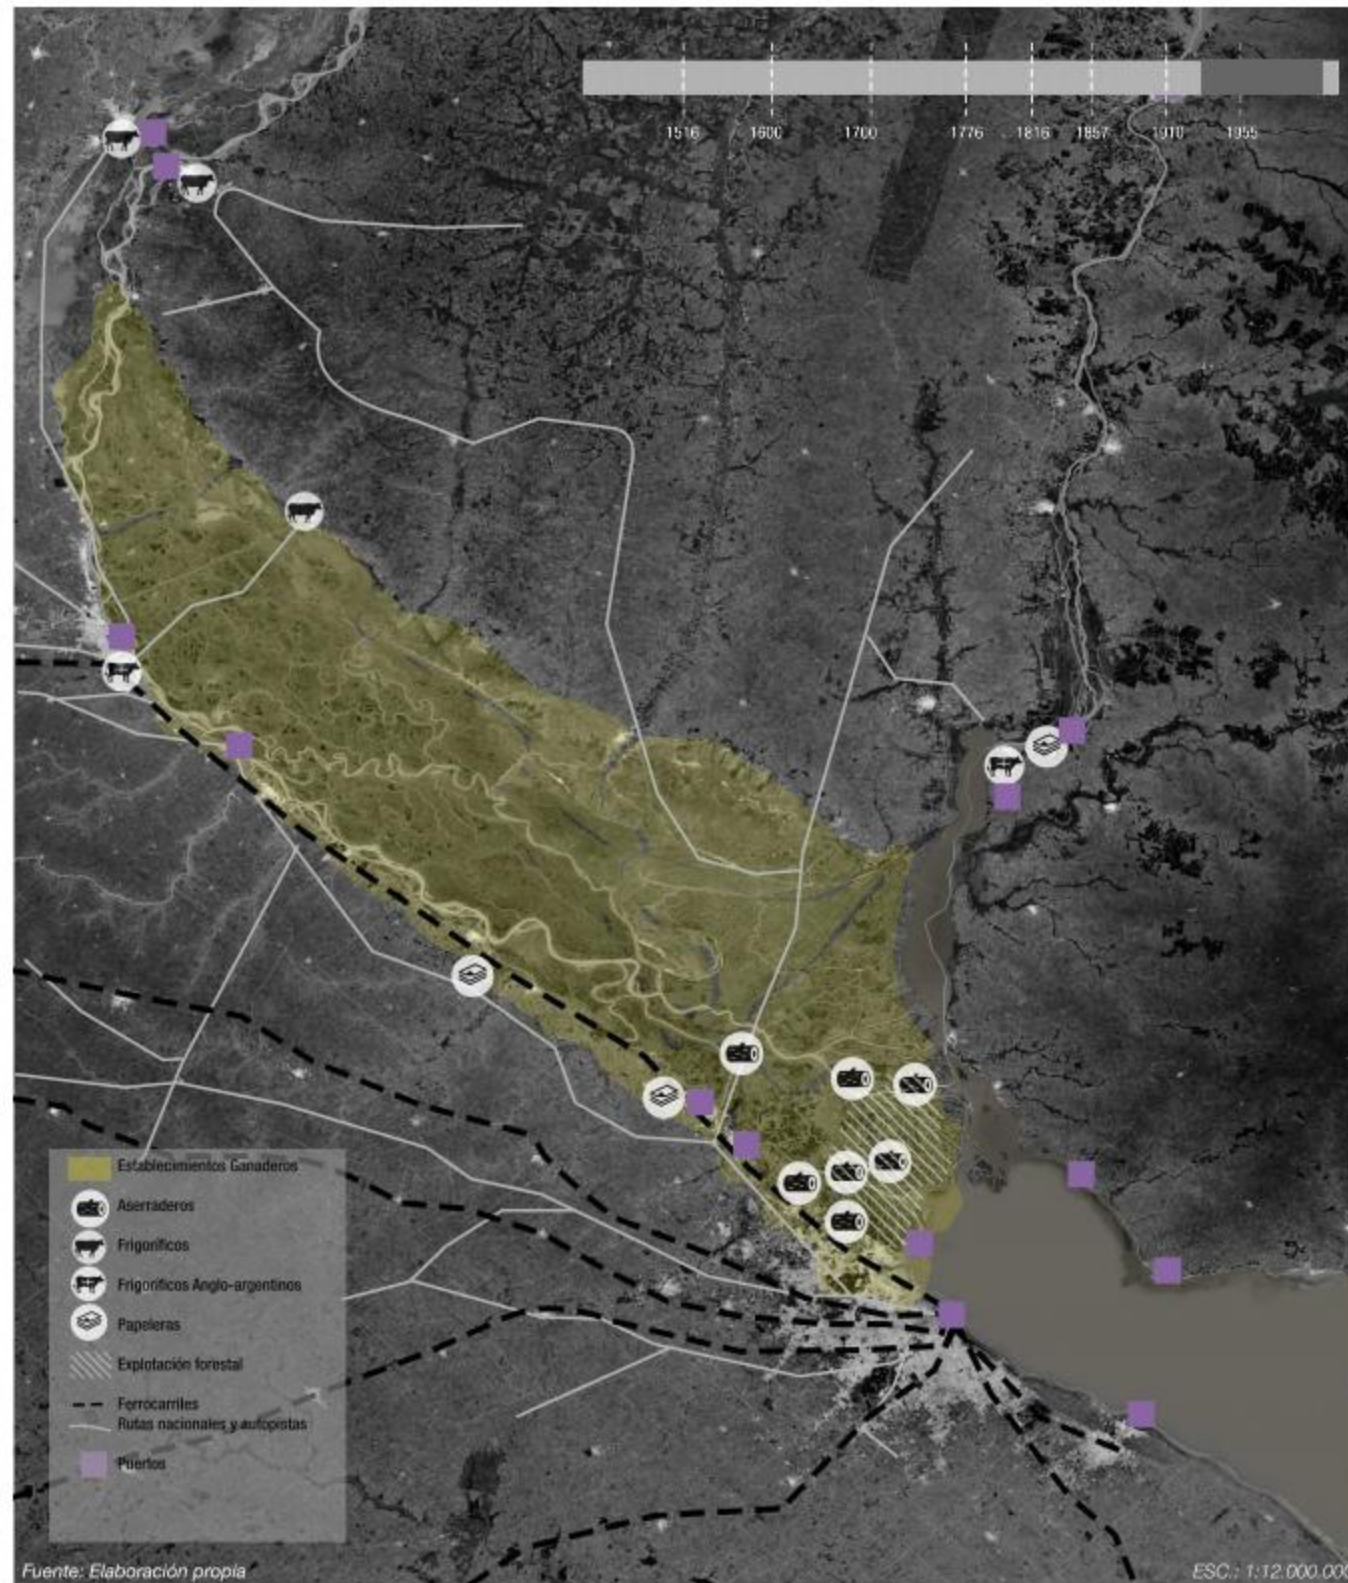 1516 1600 1700 1776 1816 1857 1910 1955
Establecimientos Ganaderos
Aserraderos
Frigoríficos
Frigoríficos Anglo-argentinos
Papeleras
Explotación forestal
Ferrocarriles
Rutas nacionales y autopistas
Puertos
Fuente: Elaboración propia
ESC.: 1:12.000.000